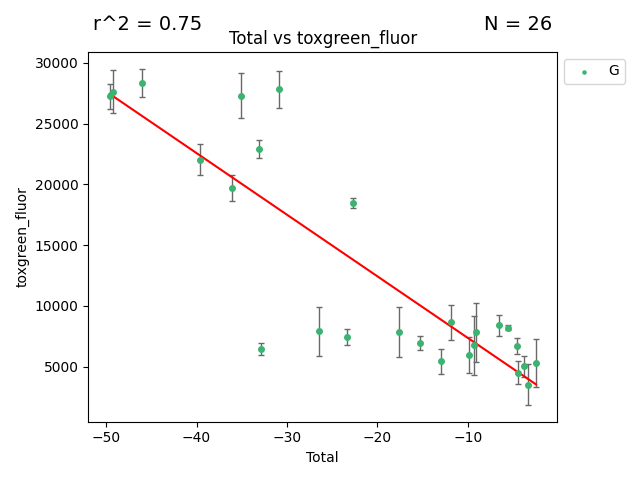 r^2 = 0.75
N = 26
Total vs toxgreen_fluor
G
toxgreen_fluor
30000
25000
20000
15000
10000
5000
−50
−40
−30
−20
−10
Total